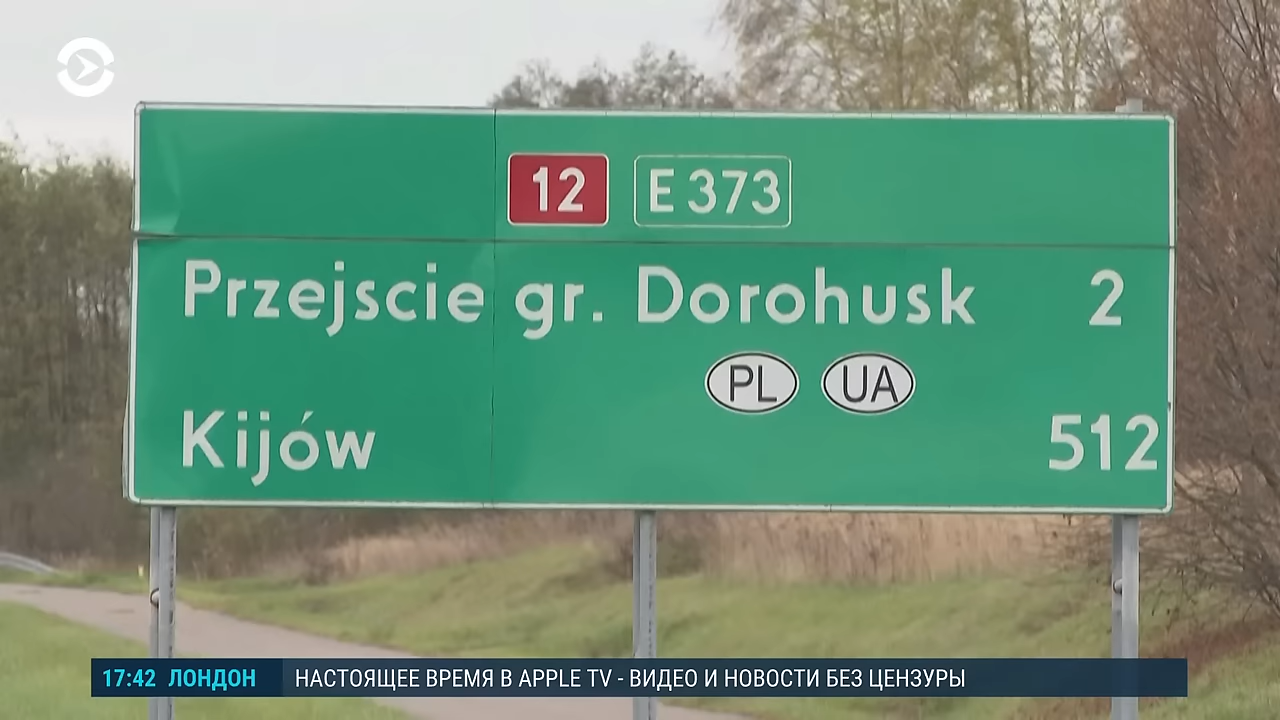 12 E 373
Przejscie gr. Dorohusk 2
PL UA
Kijów 512
17:42 ЛОНДОН НАСТОЯЩЕЕ ВРЕМЯ В APPLE TV - ВИДЕО И НОВОСТИ БЕЗ ЦЕНЗУРЫ